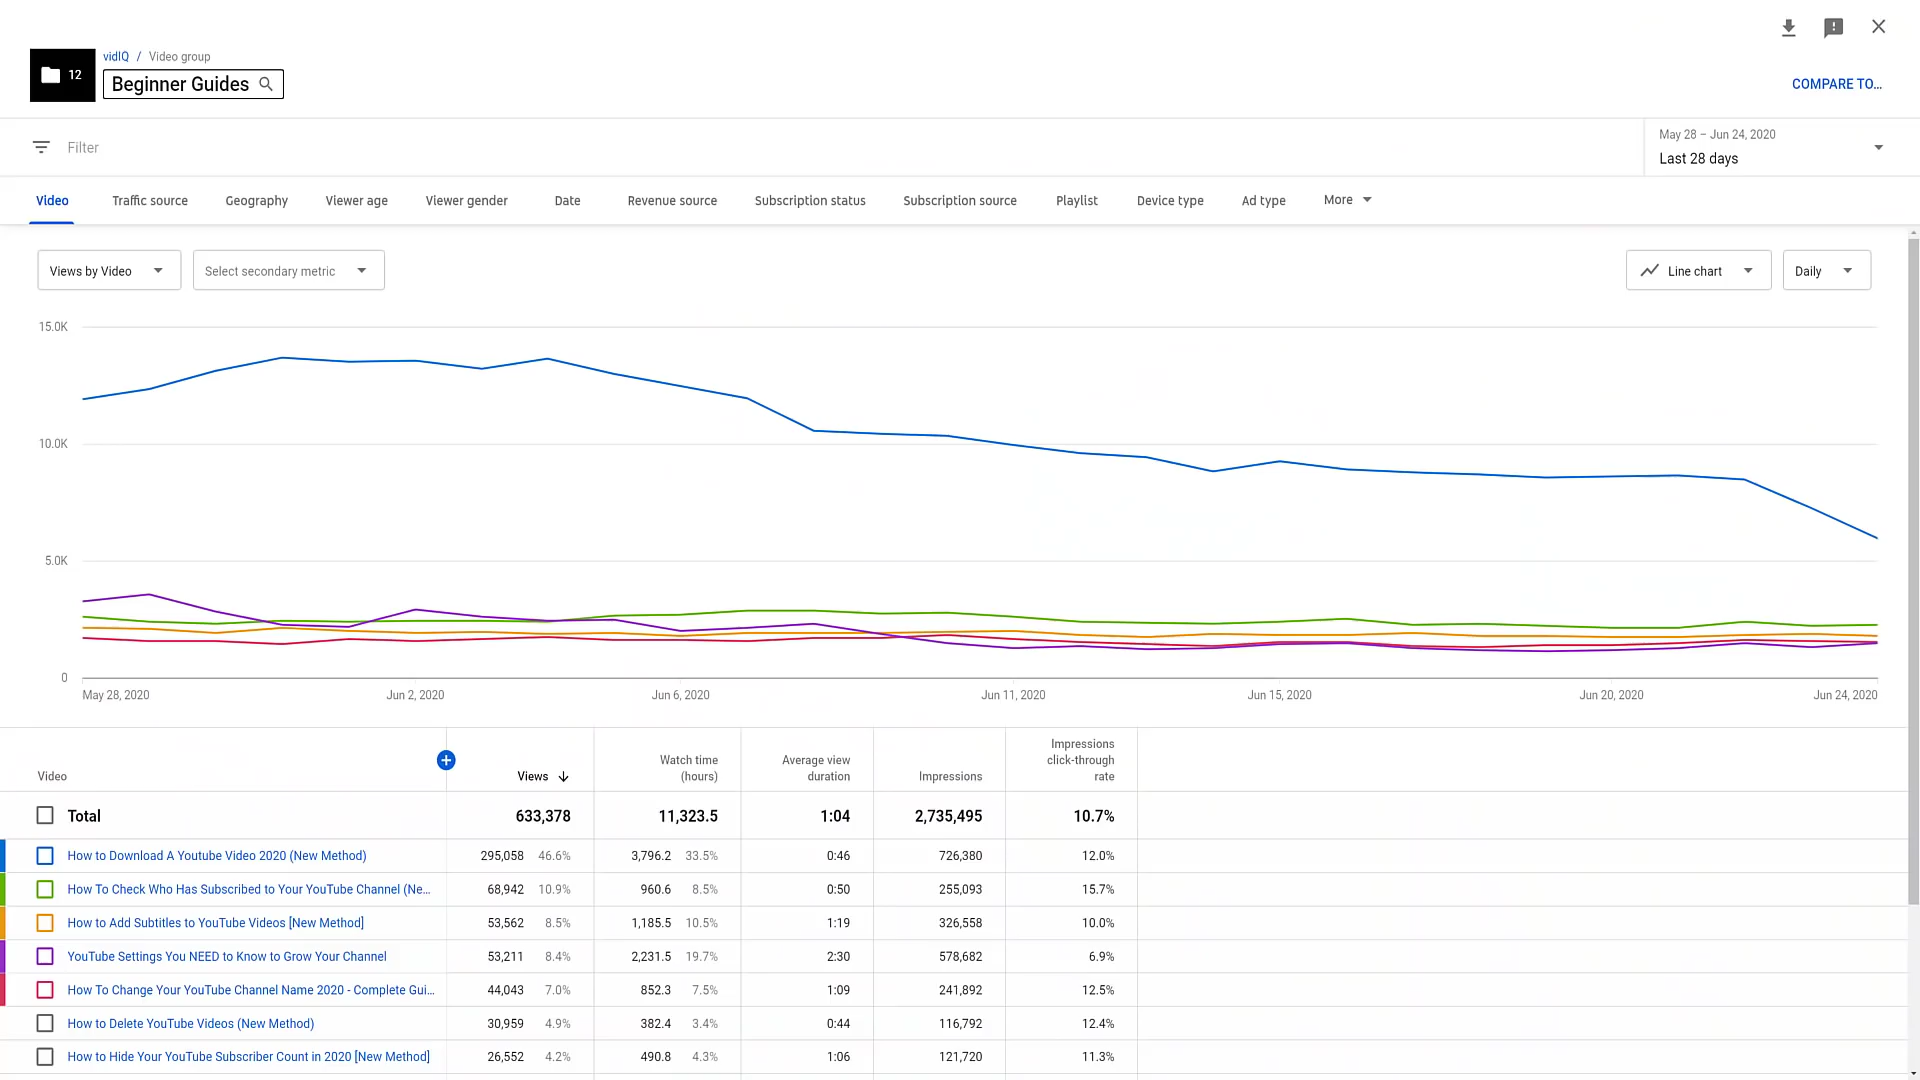 12
vidIQ / Video group
Beginner Guides
COMPARE TO...
Filter
May 28 – Jun 24, 2020
Last 28 days
Video Traffic source Geography Viewer age Viewer gender Date Revenue source Subscription status Subscription source Playlist Device type Ad type More
Views by Video Select secondary metric Line chart Daily
15.0K
10.0K
5.0K
0
May 28, 2020 Jun 2, 2020 Jun 6, 2020 Jun 11, 2020 Jun 15, 2020 Jun 20, 2020 Jun 24, 2020
Video Views Watch time (hours) Average view duration Impressions Impressions click-through rate
Total 633,378 11,323.5 1:04 2,735,495 10.7%
How to Download A Youtube Video 2020 (New Method) 295,058 46.6% 3,796.2 33.5% 0:46 726,380 12.0%
How To Check Who Has Subscribed to Your YouTube Channel (Ne... 68,942 10.9% 960.6 8.5% 0:50 255,093 15.7%
How to Add Subtitles to YouTube Videos [New Method] 53,562 8.5% 1,185.5 10.5% 1:19 326,558 10.0%
YouTube Settings You NEED to Know to Grow Your Channel 53,211 8.4% 2,231.5 19.7% 2:30 578,682 6.9%
How To Change Your YouTube Channel Name 2020 - Complete Gui... 44,043 7.0% 852.3 7.5% 1:09 241,892 12.5%
How to Delete YouTube Videos (New Method) 30,959 4.9% 382.4 3.4% 0:44 116,792 12.4%
How to Hide Your YouTube Subscriber Count in 2020 [New Method] 26,552 4.2% 490.8 4.3% 1:06 121,720 11.3%